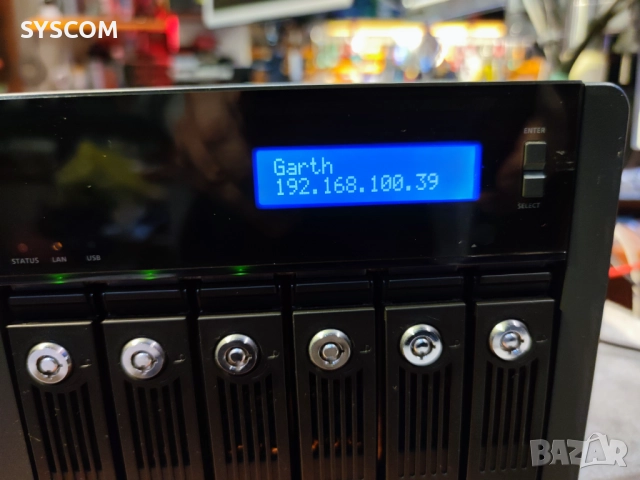 SYSCOM
Garth
192.168.100.39
ENTER
SELECT
STATUS LAN USB
BAZAR